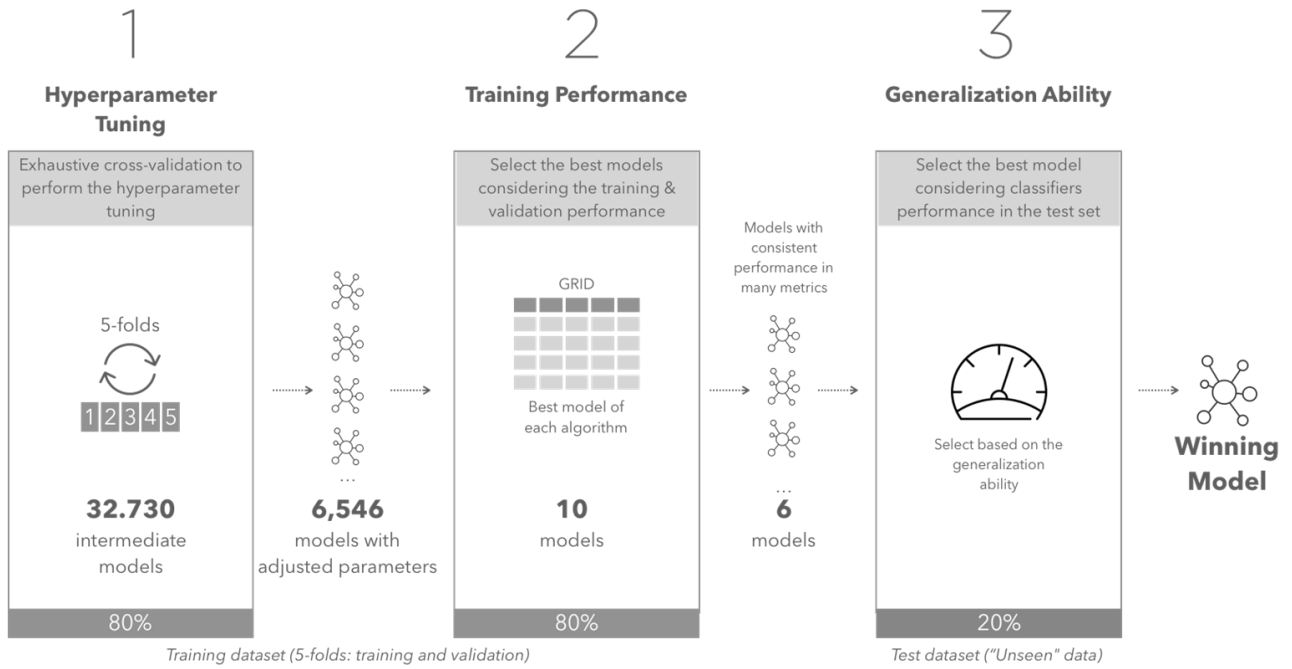 1
Hyperparameter
Tuning
Exhaustive cross-validation to
perform the hyperparameter
tuning
5-folds
1 2 3 4 5
32.730
intermediate
models
80%
...
6,546
models with
adjusted parameters
2
Training Performance
Select the best models
considering the training &
validation performance
GRID
Best model of
each algorithm
10
models
80%
Training dataset (5-folds: training and validation)
Models with
consistent
performance in
many metrics
...
6
models
3
Generalization Ability
Select the best model
considering classifiers
performance in the test set
Select based on the
generalization
ability
20%
Test dataset ("Unseen" data)
Winning
Model